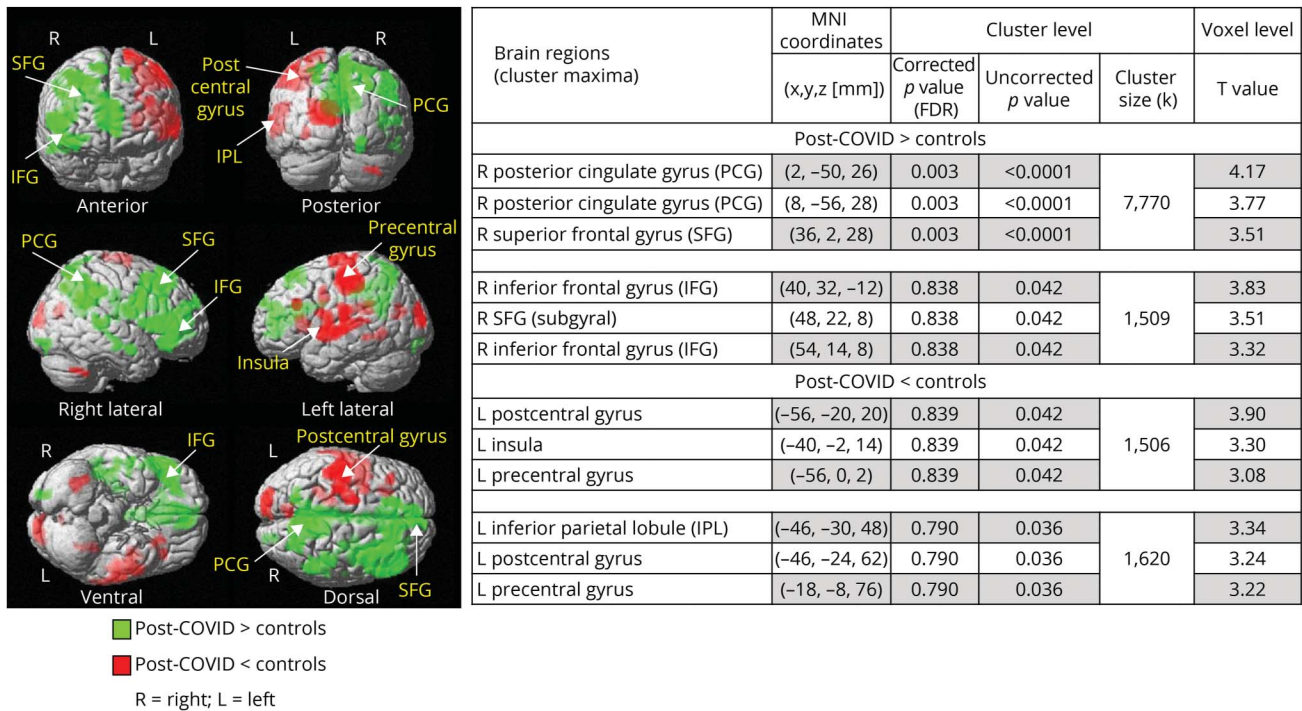 R L
SFG
IFG
Anterior
L R
Post
central
gyrus
PCG
IPL
Posterior
PCG
SFG
IFG
Right lateral
Precentral
gyrus
Insula
Left lateral
R
IFG
L
Ventral
Postcentral gyrus
L
PCG
R
SFG
Dorsal
Post-COVID > controls
Post-COVID < controls
R = right; L = left
Brain regions
(cluster maxima)
MNI
coordinates
Cluster level
Voxel level
(x,y,z [mm])
Corrected
p value
(FDR)
Uncorrected
p value
Cluster
size (k)
T value
Post-COVID > controls
R posterior cingulate gyrus (PCG) (2, –50, 26) 0.003 <0.0001 4.17
R posterior cingulate gyrus (PCG) (8, –56, 28) 0.003 <0.0001 7,770 3.77
R superior frontal gyrus (SFG) (36, 2, 28) 0.003 <0.0001 3.51
R inferior frontal gyrus (IFG) (40, 32, –12) 0.838 0.042 3.83
R SFG (subgyral) (48, 22, 8) 0.838 0.042 1,509 3.51
R inferior frontal gyrus (IFG) (54, 14, 8) 0.838 0.042 3.32
Post-COVID < controls
L postcentral gyrus (–56, –20, 20) 0.839 0.042 3.90
L insula (–40, –2, 14) 0.839 0.042 1,506 3.30
L precentral gyrus (–56, 0, 2) 0.839 0.042 3.08
L inferior parietal lobule (IPL) (–46, –30, 48) 0.790 0.036 3.34
L postcentral gyrus (–46, –24, 62) 0.790 0.036 1,620 3.24
L precentral gyrus (–18, –8, 76) 0.790 0.036 3.22